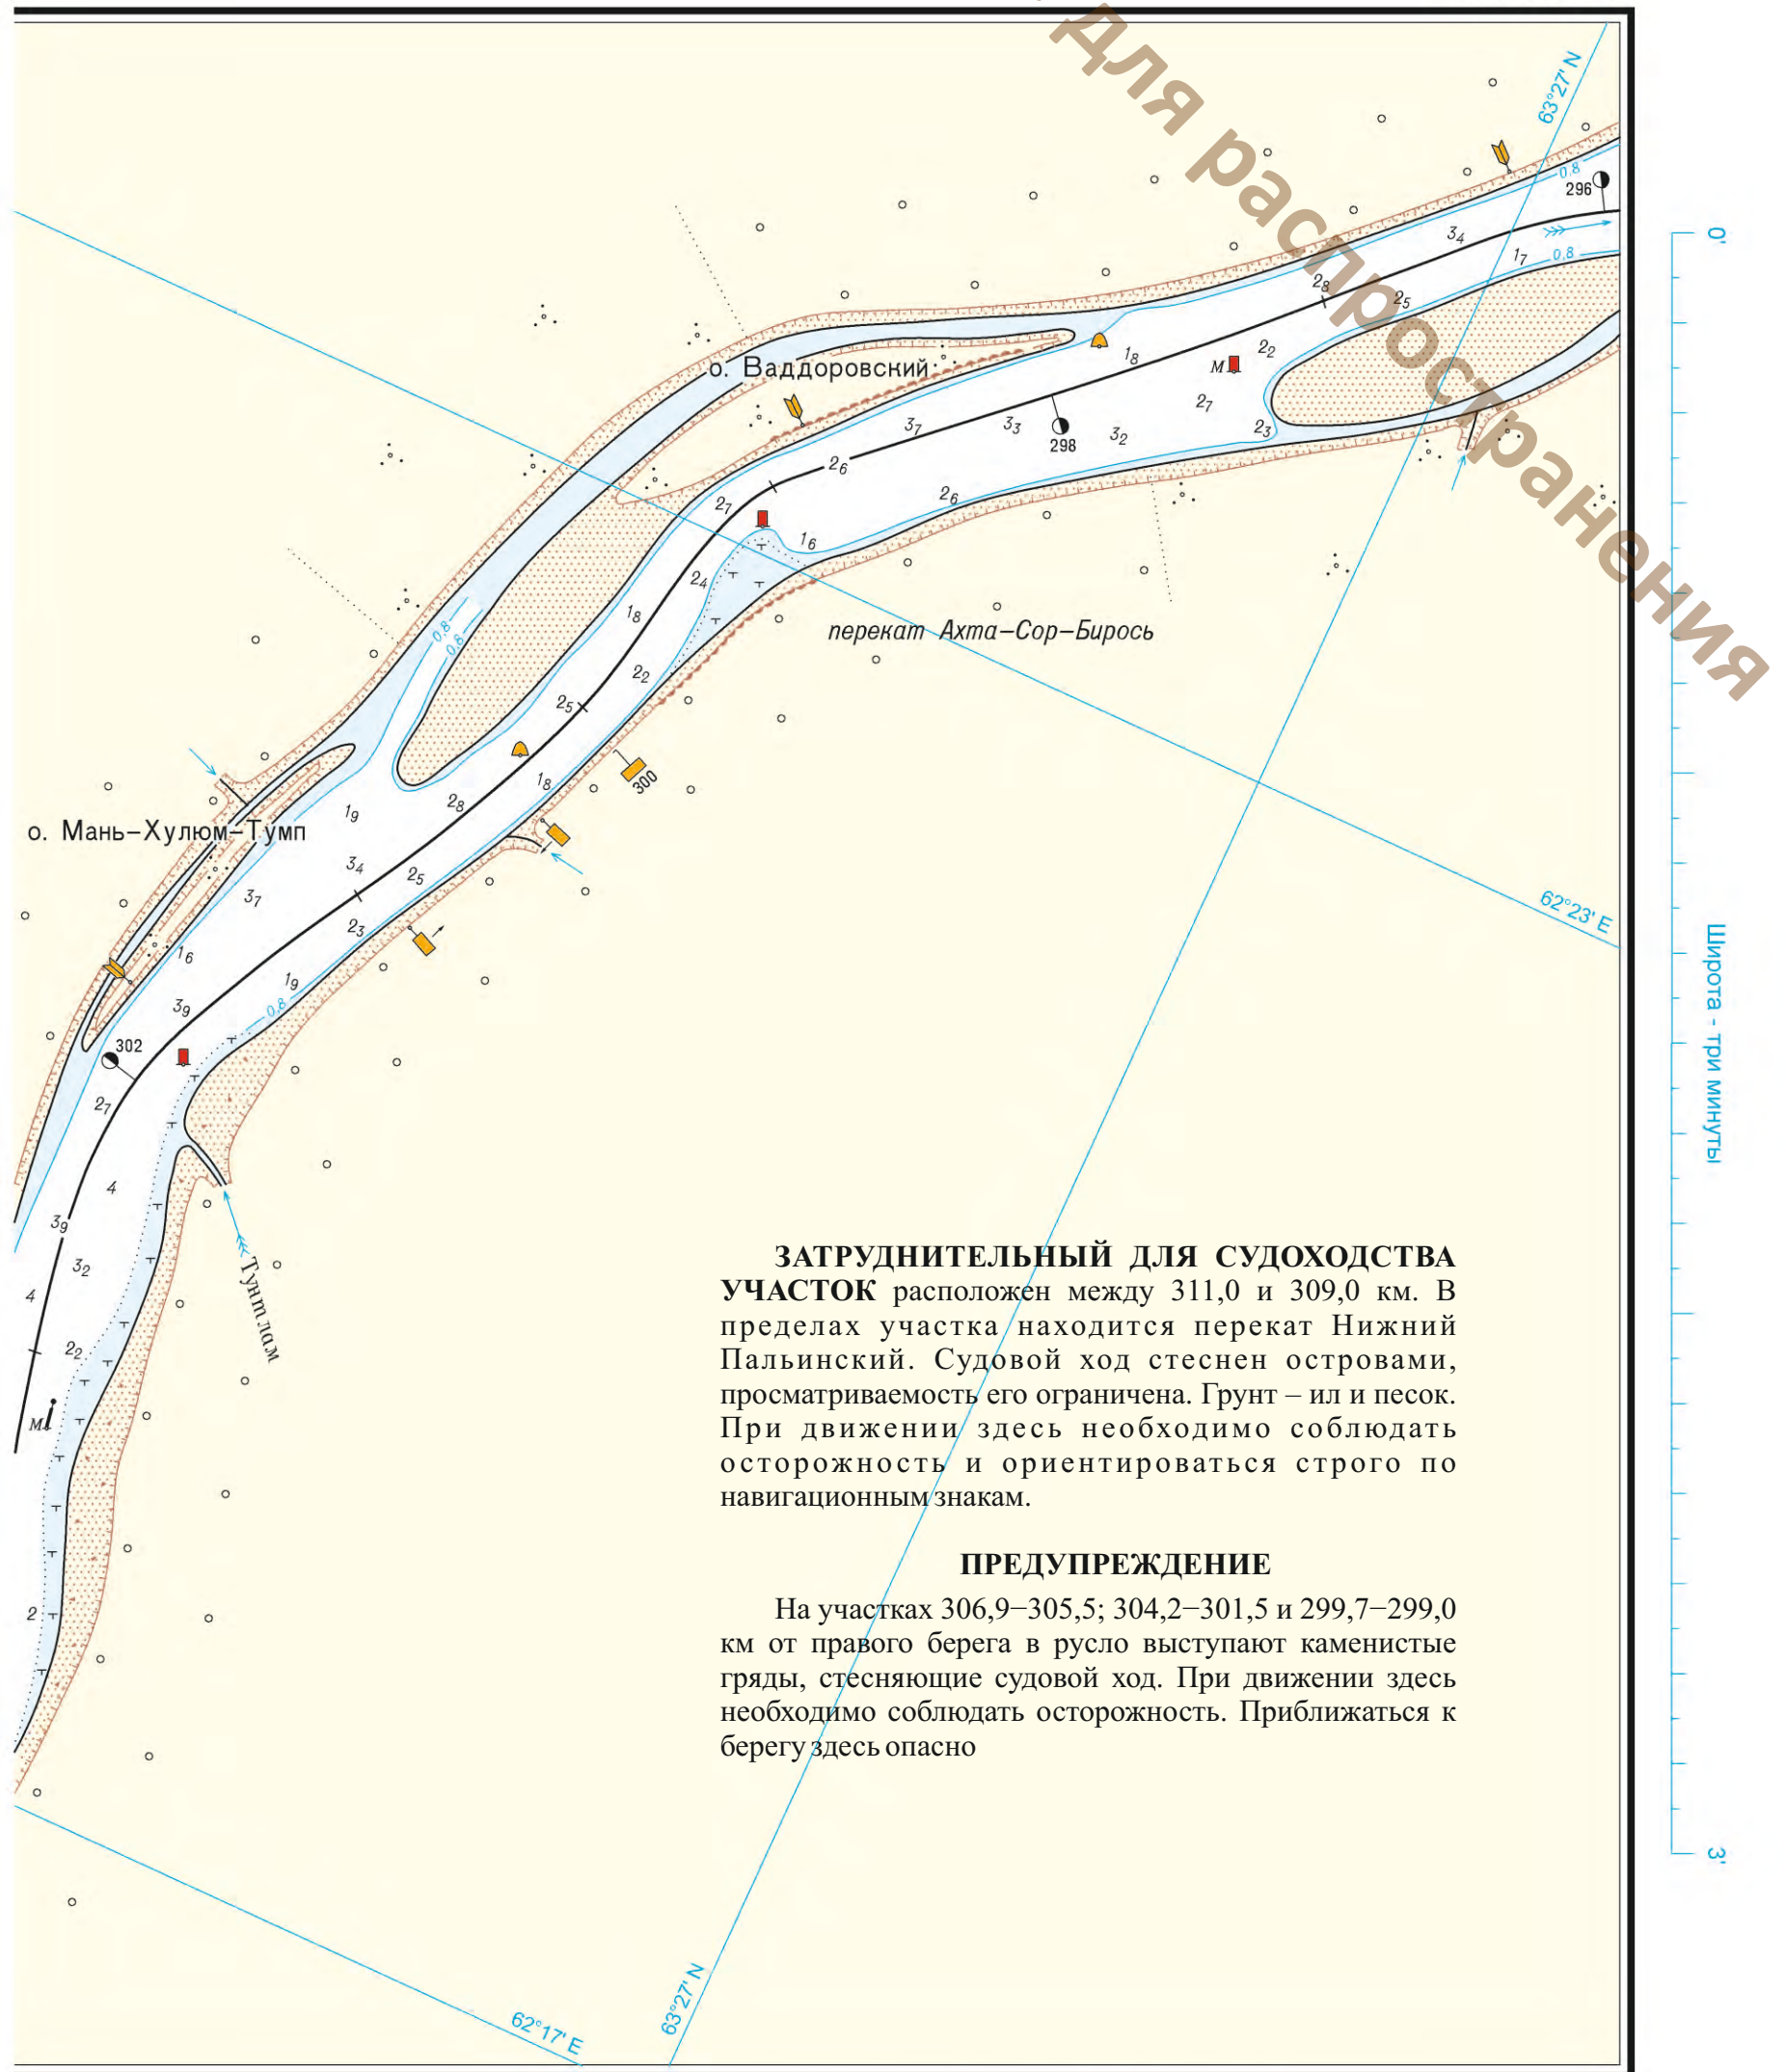 для распространения
63°27' N
0,8
296
0'
3₄
1₇
0,8
2₈
2₅
о. Ваддоровский
1₈
2₂
М
2₇
3₇
3₃
298
3₂
2₃
2₆
2₇
2₆
1₆
2₄
1₈
перекат Ахта–Сор–Бирось
0,8
0,8
2₂
2₅
300
1₈
2₈
1₉
о. Мань–Хулюм–Тумп
3₄
2₅
3₇
62°23' E
2₃
1₆
1₉
3₉
0,8
302
2₇
4
3₉
3₂
4
Тунтлам
2₂
М
2
Широта - три минуты
ЗАТРУДНИТЕЛЬНЫЙ ДЛЯ СУДОХОДСТВА
УЧАСТОК расположен между 311,0 и 309,0 км. В
пределах участка находится перекат Нижний
Пальинский. Судовой ход стеснен островами,
просматриваемость его ограничена. Грунт – ил и песок.
При движении здесь необходимо соблюдать
осторожность и ориентироваться строго по
навигационным знакам.
ПРЕДУПРЕЖДЕНИЕ
На участках 306,9−305,5; 304,2−301,5 и 299,7−299,0
км от правого берега в русло выступают каменистые
гряды, стесняющие судовой ход. При движении здесь
необходимо соблюдать осторожность. Приближаться к
берегу здесь опасно
3'
62°17' E
63°27' N